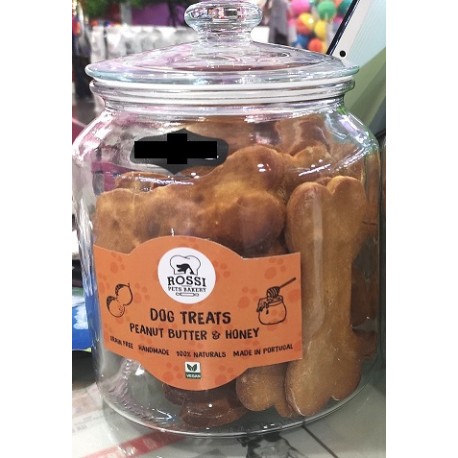 ROSSI
PETS BAKERY
DOG TREATS
PEANUT BUTTER & HONEY
GRAIN FREE HANDMADE 100% NATURALS MADE IN PORTUGAL
VEGAN